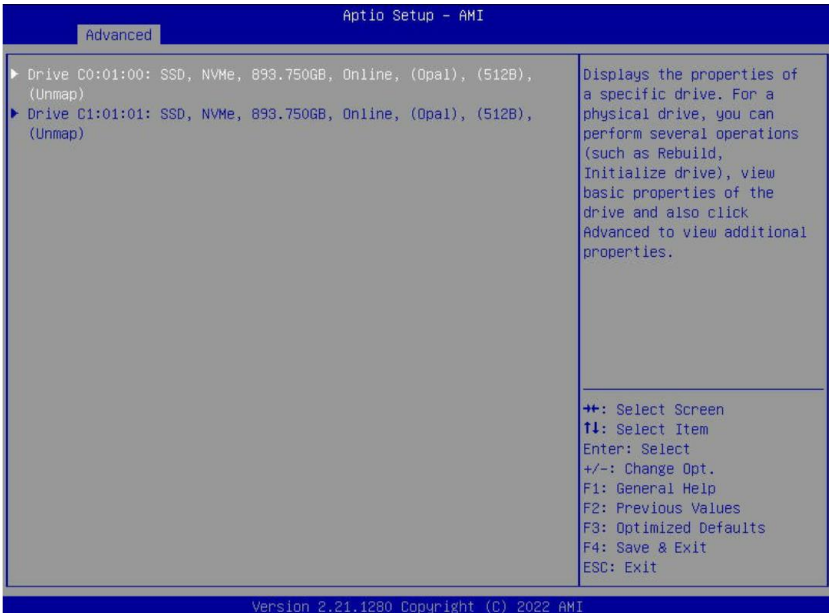 Aptio Setup – AMI
Advanced
Drive C0:01:00: SSD, NVMe, 893.750GB, Online, (Opal), (512B),
(Unmap)
Drive C1:01:01: SSD, NVMe, 893.750GB, Online, (Opal), (512B),
(Unmap)
Displays the properties of
a specific drive. For a
physical drive, you can
perform several operations
(such as Rebuild,
Initialize drive), view
basic properties of the
drive and also click
Advanced to view additional
properties.
→←: Select Screen
↑↓: Select Item
Enter: Select
+/-: Change Opt.
F1: General Help
F2: Previous Values
F3: Optimized Defaults
F4: Save & Exit
ESC: Exit
Version 2.21.1280 Copyright (C) 2022 AMI